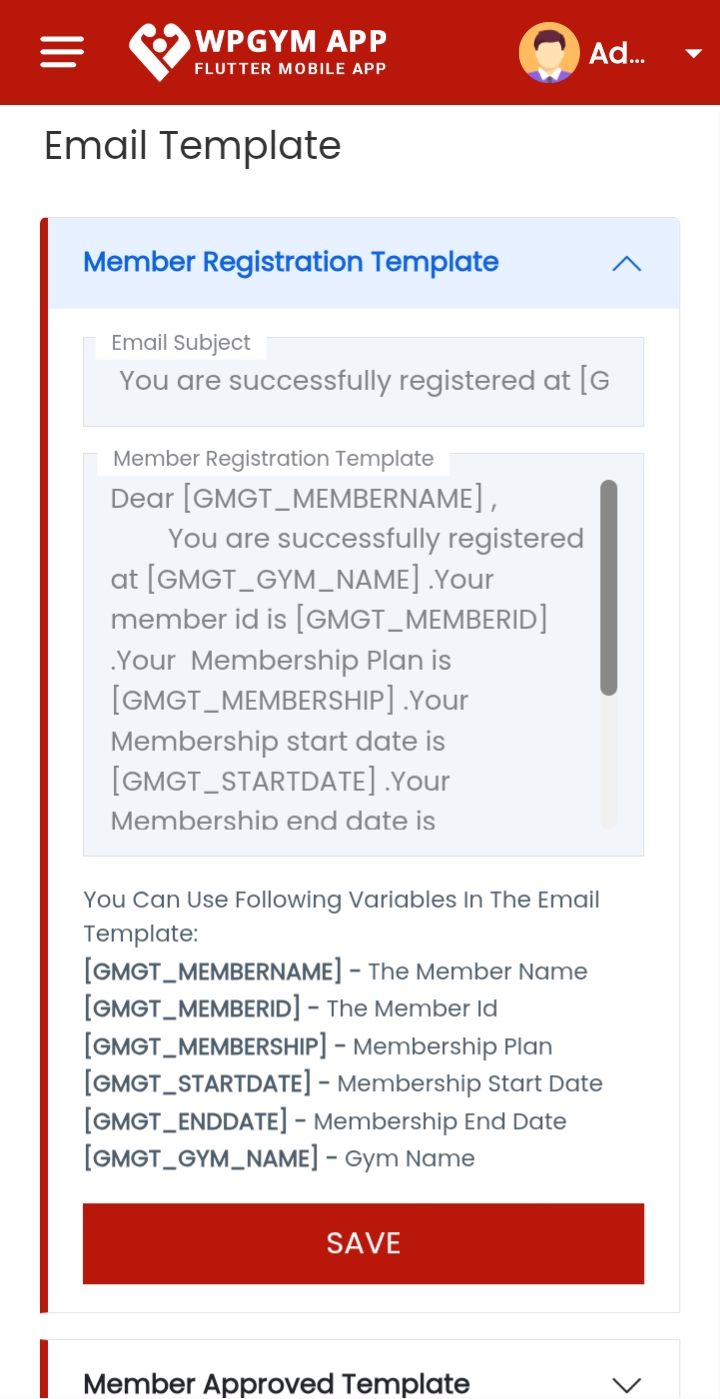 WPGYM APP
FLUTTER MOBILE APP
Ad...
Email Template
Member Registration Template
Email Subject
You are successfully registered at [G
Member Registration Template
Dear [GMGT_MEMBERNAME] ,
You are successfully registered
at [GMGT_GYM_NAME] .Your
member id is [GMGT_MEMBERID]
.Your  Membership Plan is
[GMGT_MEMBERSHIP] .Your
Membership start date is
[GMGT_STARTDATE] .Your
Membership end date is
You Can Use Following Variables In The Email
Template:
[GMGT_MEMBERNAME] - The Member Name
[GMGT_MEMBERID] - The Member Id
[GMGT_MEMBERSHIP] - Membership Plan
[GMGT_STARTDATE] - Membership Start Date
[GMGT_ENDDATE] - Membership End Date
[GMGT_GYM_NAME] - Gym Name
SAVE
Member Approved Template